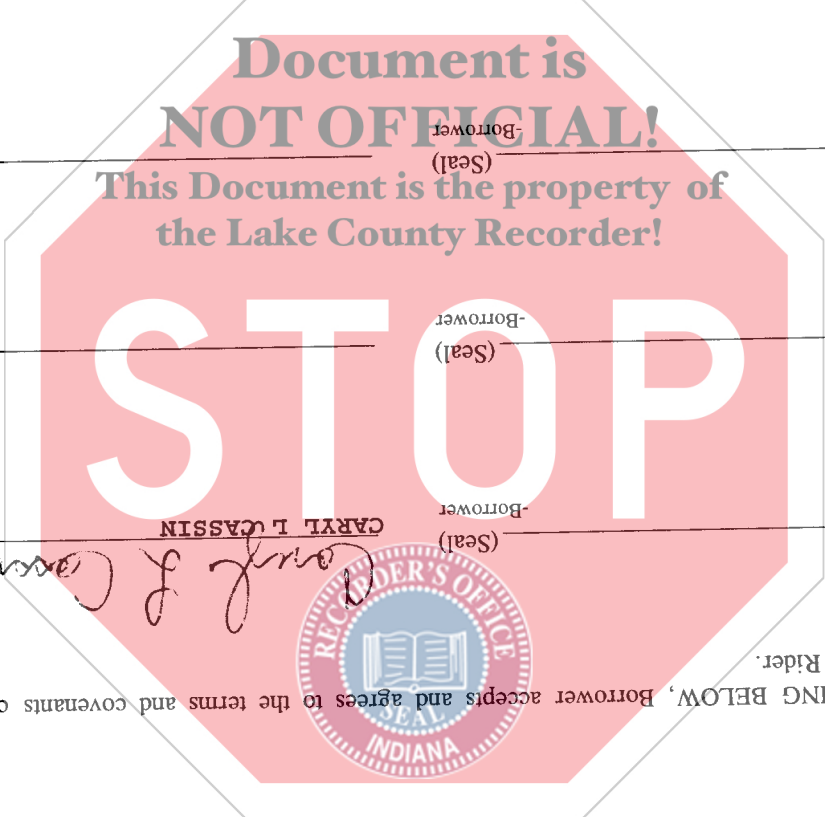 Document is
NOT OFFICIAL!
This Document is the property of
the Lake County Recorder!
STOP
RECORDER'S OFFICE
SEAL
INDIANA
ING BELOW, Borrower accepts and agrees to the terms and covenants
Rider.
(Seal)
-Borrower
Caryl L Cassin
CARYL L CASSIN
(Seal)
-Borrower
(Seal)
-Borrower